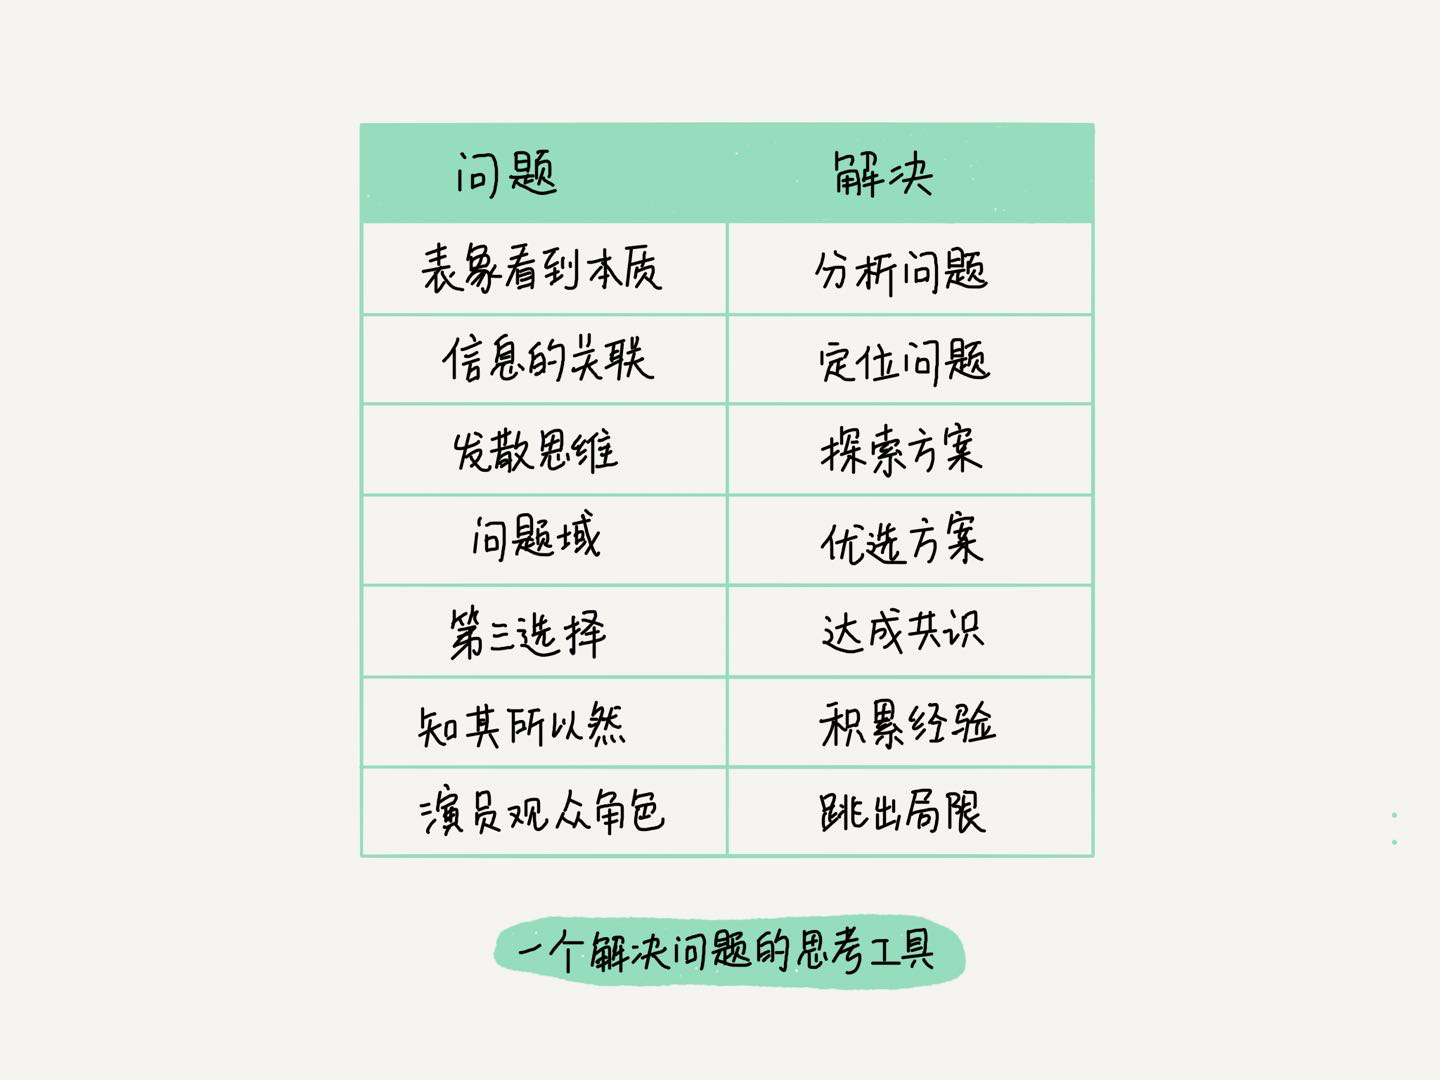 问题 解决
表象看到本质 分析问题
信息的关联 定位问题
发散思维 探索方案
问题域 优选方案
第三选择 达成共识
知其所以然 积累经验
演员观众角色 跳出局限
一个解决问题的思考工具